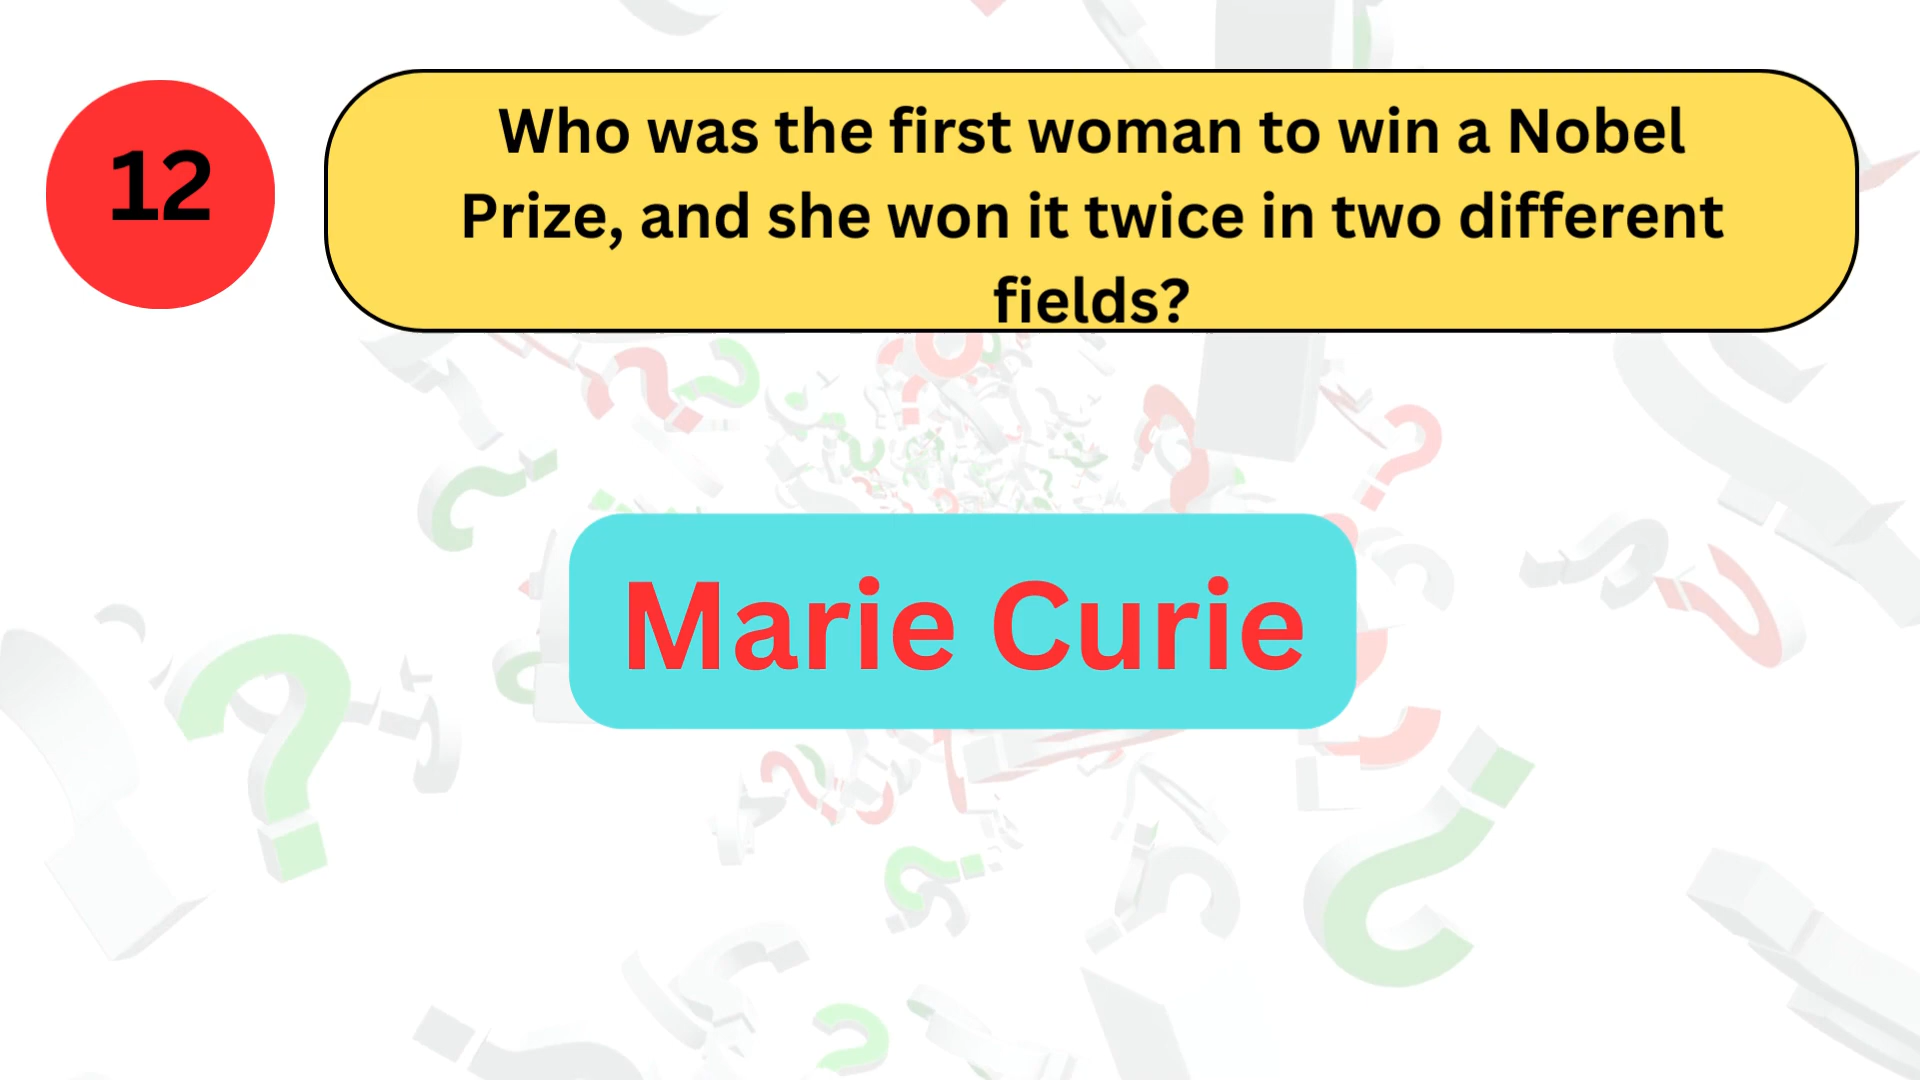 12
Who was the first woman to win a Nobel
Prize, and she won it twice in two different
fields?
Marie Curie